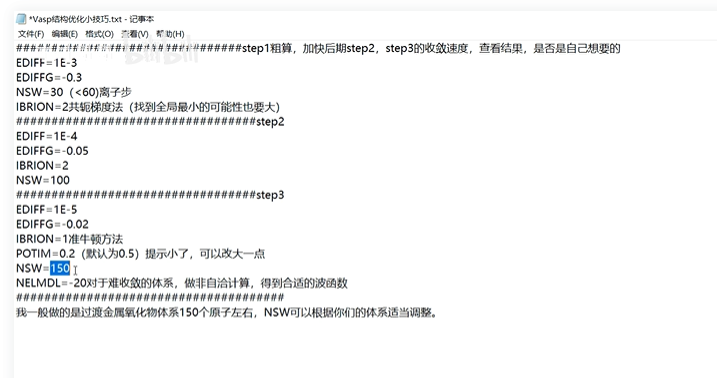 *Vasp结构优化小技巧.txt - 记事本
文件(F) 编辑(E) 格式(O) 查看(V) 帮助(H)
################################step1粗算，加快后期step2，step3的收敛速度，查看结果，是否是自己想要的
EDIFF=1E-3
EDIFFG=-0.3
NSW=30（<60)离子步
IBRION=2共轭梯度法（找到全局最小的可能性也要大）
##################################step2
EDIFF=1E-4
EDIFFG=-0.05
IBRION=2
NSW=100
##################################step3
EDIFF=1E-5
EDIFFG=-0.02
IBRION=1准牛顿方法
POTIM=0.2（默认为0.5）提示小了，可以改大一点
NSW=150
NELMDL=-20对于难收敛的体系，做非自洽计算，得到合适的波函数
######################################
我一般做的是过渡金属氧化物体系150个原子左右，NSW可以根据你们的体系适当调整。